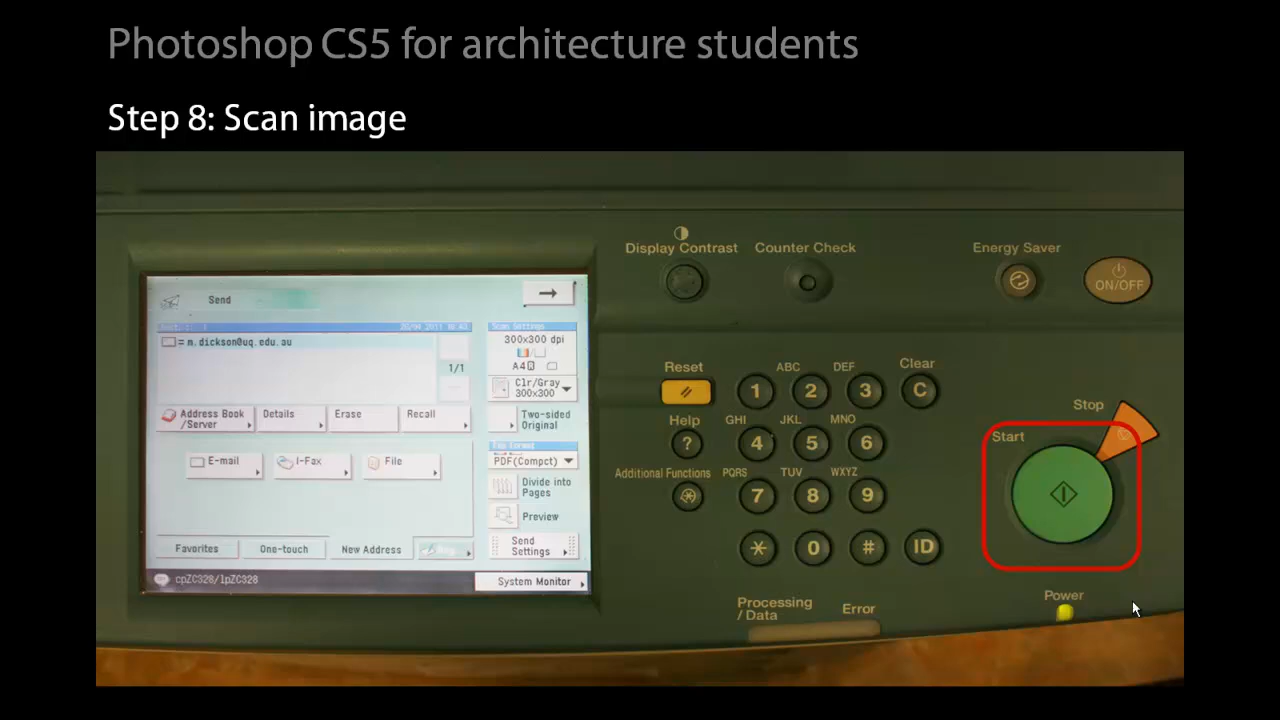 Photoshop CS5 for architecture students
Step 8: Scan image
Display Contrast
Counter Check
Energy Saver
ON/OFF
Send
→
Scan Settings
300x300 dpi
= m.dickson@uq.edu.au
A4
1/1
Clr/Gray
300x300
Address Book
/Server
Details
Erase
Recall
Two-sided
Original
E-mail
I-Fax
File
PDF(Compct)
Divide into
Pages
Preview
Send
Settings
Favorites
One-touch
New Address
cpZC328/lpZC328
System Monitor
Reset
ABC
DEF
Clear
1
2
3
C
Help
GHI
JKL
MNO
?
4
5
6
Stop
Start
Additional Functions
PQRS
TUV
WXYZ
7
8
9
0
#
ID
Processing
/Data
Error
Power